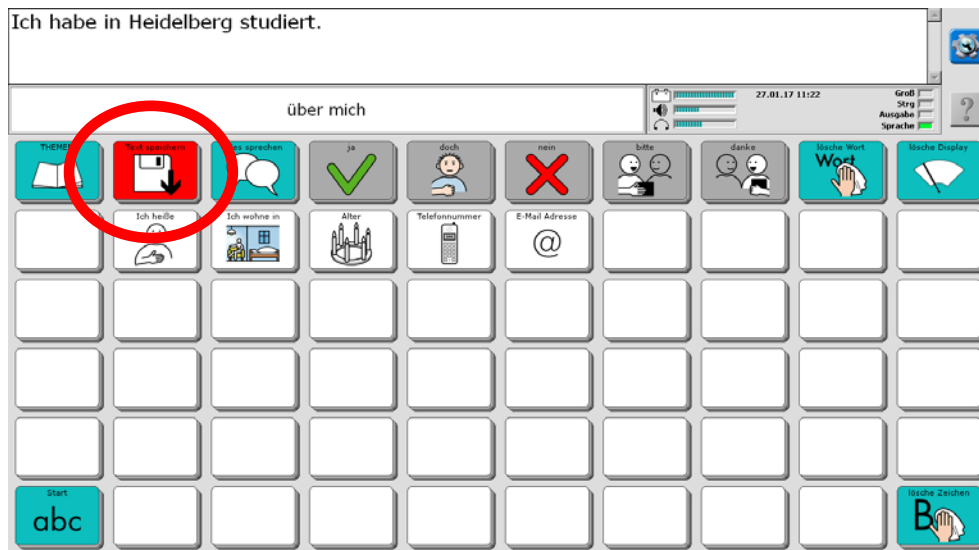 Ich habe in Heidelberg studiert.
über mich
27.01.17 11:22
Groß
Strg
Ausgabe
Sprache
?
THEMEN
Text speichern
sprechen
ja
doch
nein
bitte
danke
lösche Wort
Wort
lösche Display
Ich heiße
Ich wohne in
Alter
Telefonnummer
E-Mail Adresse
@
Start
abc
lösche Zeichen
B